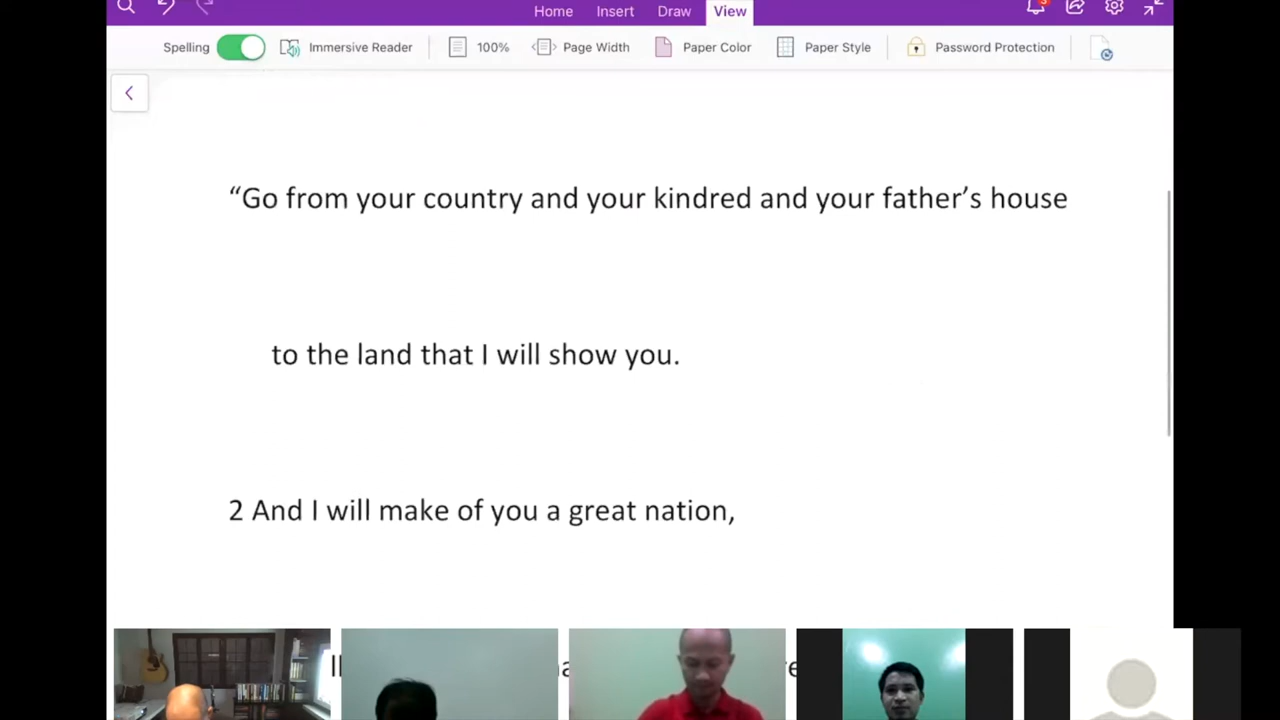 Home Insert Draw View
3
Spelling Immersive Reader 100% Page Width Paper Color Paper Style Password Protection
“Go from your country and your kindred and your father’s house
to the land that I will show you.
2 And I will make of you a great nation,